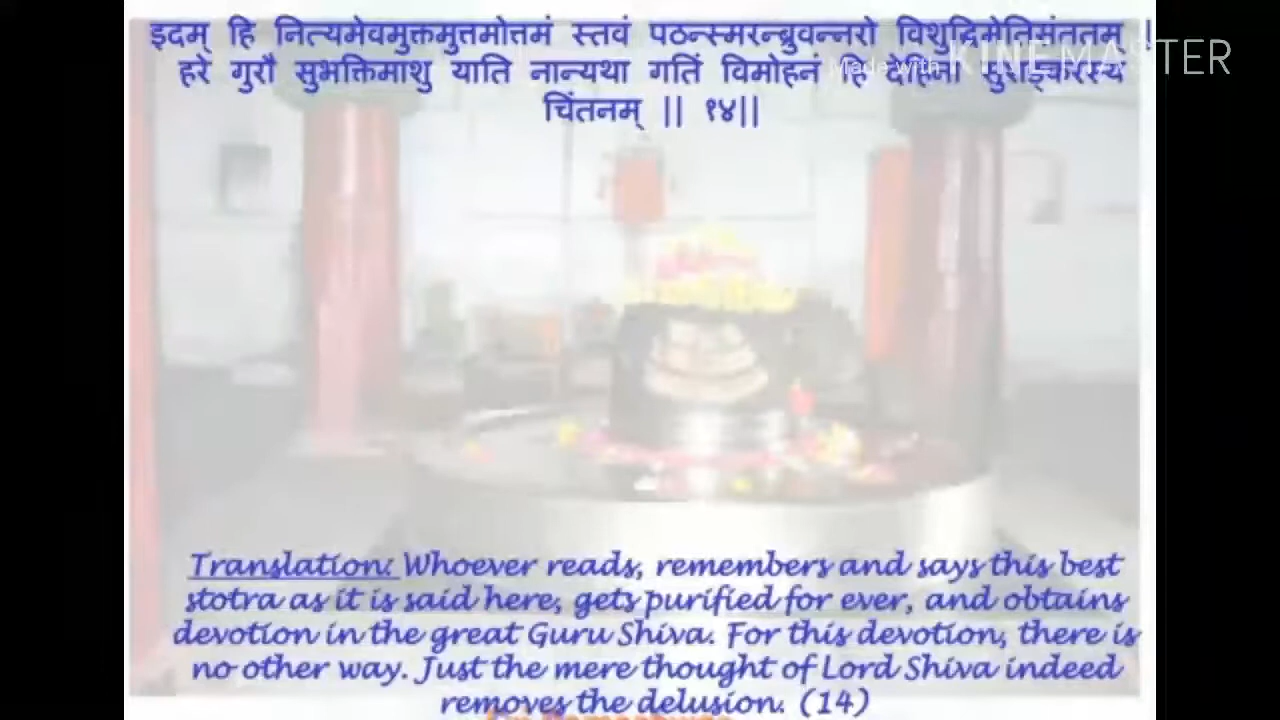 इदम् हि नित्यमेवमुक्तमुत्तमोत्तमं स्तवं पठन्स्मरन्ब्रुवन्नरो विशुद्धिमेतिसंततम् |
हरे गुरौ सुभक्तिमाशु याति नान्यथा गतिं विमोहनं हि देहिनां सुशङ्करस्य
चिंतनम् || १४||
Made with KINEMASTER
Translation: Whoever reads, remembers and says this best
stotra as it is said here, gets purified for ever, and obtains
devotion in the great Guru Shiva. For this devotion, there is
no other way. Just the mere thought of Lord Shiva indeed
removes the delusion. (14)